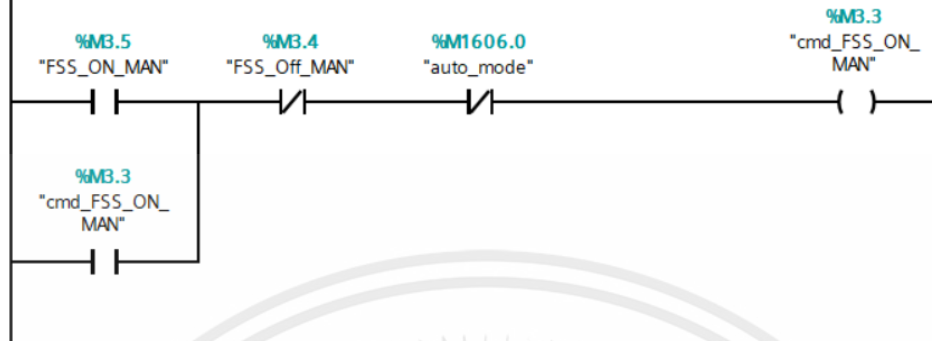 %M3.3
%M3.5
%M3.4
%M1606.0
"cmd_FSS_ON_
"FSS_ON_MAN"
"FSS_Off_MAN"
"auto_mode"
MAN"
%M3.3
"cmd_FSS_ON_
MAN"